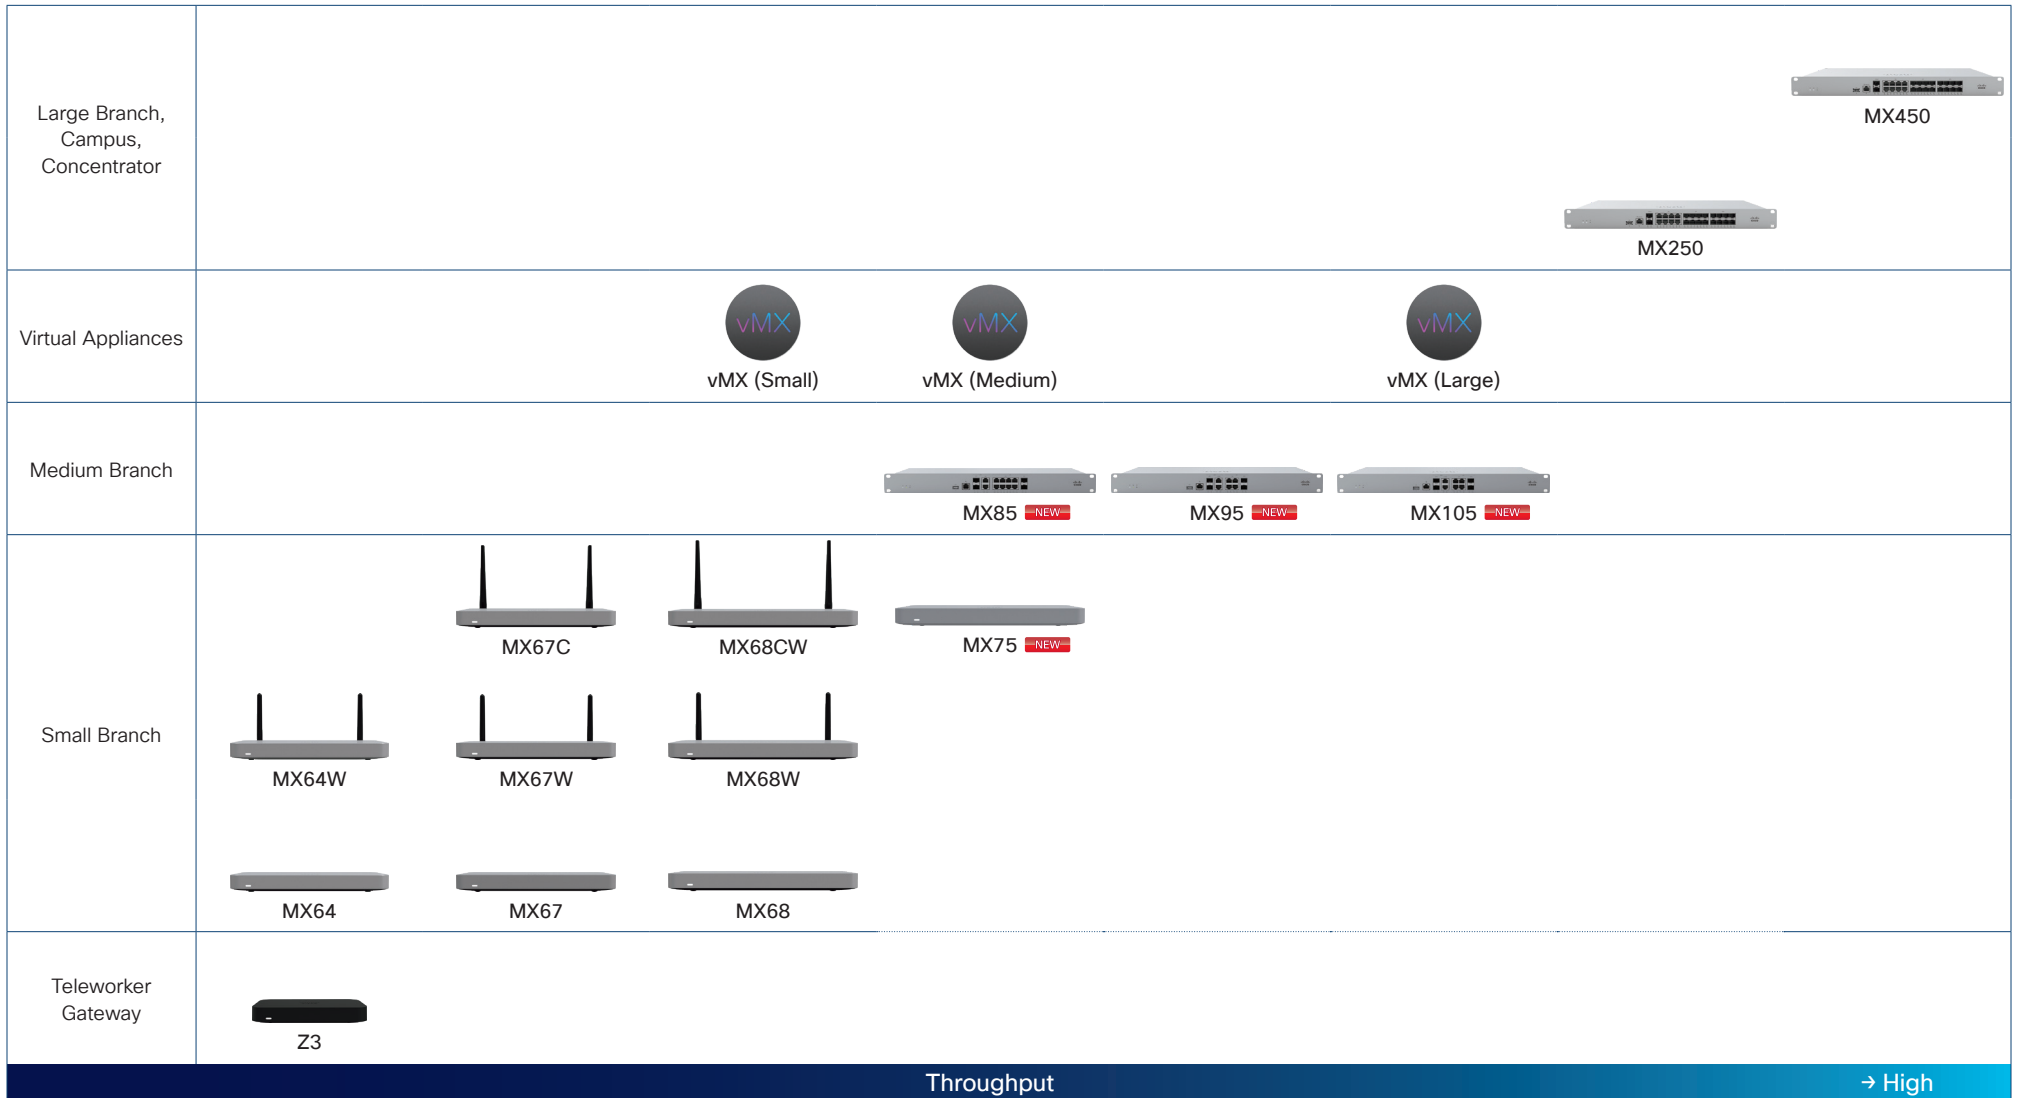 MX450
Large Branch,
Campus,
Concentrator
MX250
Virtual Appliances
vMX
vMX
vMX
vMX (Small)
vMX (Medium)
vMX (Large)
Medium Branch
MX85 NEW
MX95 NEW
MX105 NEW
MX67C
MX68CW
MX75 NEW
Small Branch
MX64W
MX67W
MX68W
MX64
MX67
MX68
Teleworker
Gateway
Z3
Throughput
→ High